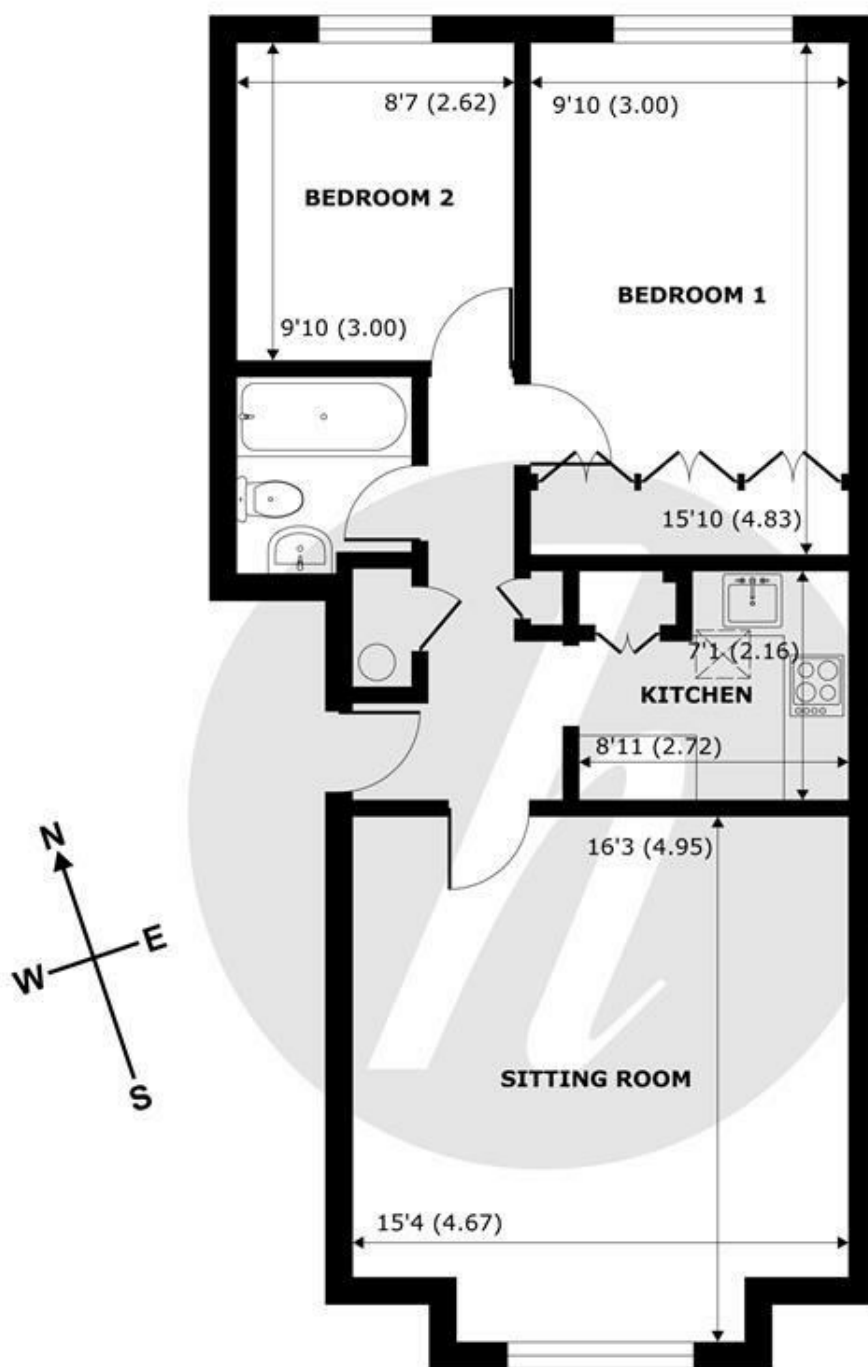 8'7 (2.62)
9'10 (3.00)
BEDROOM 2
9'10 (3.00)
BEDROOM 1
15'10 (4.83)
7'1 (2.16)
KITCHEN
8'11 (2.72)
16'3 (4.95)
N
E
W
S
SITTING ROOM
15'4 (4.67)
h